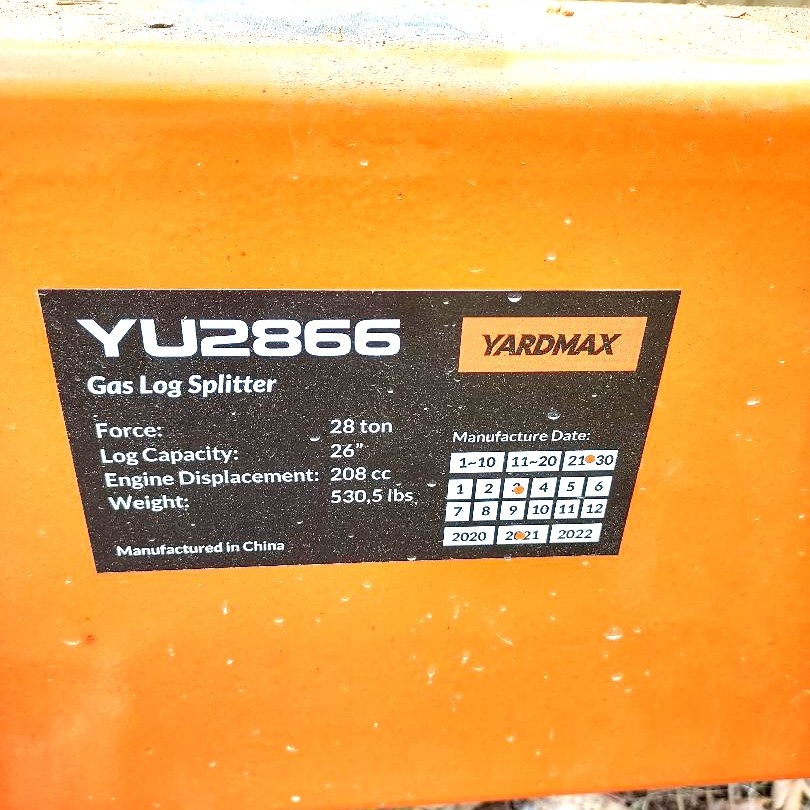 YU2866
YARDMAX
Gas Log Splitter
Force: 28 ton
Log Capacity: 26”
Engine Displacement: 208 cc
Weight: 530,5 lbs
Manufactured in China
Manufacture Date:
1~10 11~20 21 30
1 2 3 4 5 6
7 8 9 10 11 12
2020 2021 2022